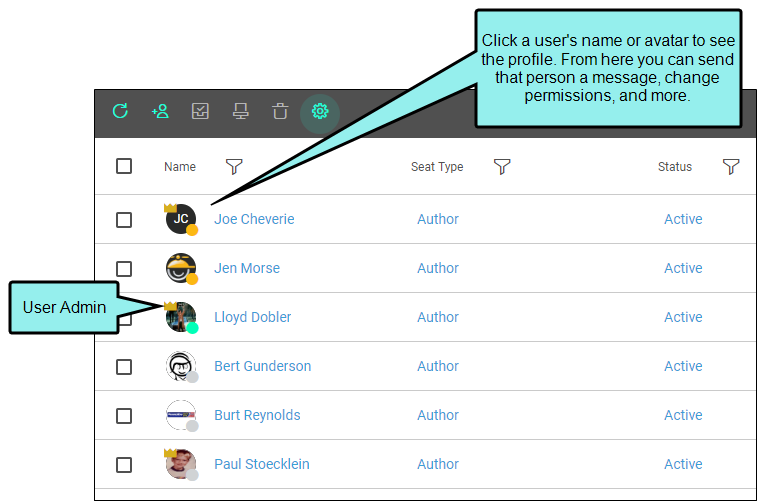 Click a user's name or avatar to see
the profile. From here you can send
that person a message, change
permissions, and more.
Name Seat Type Status
JC Joe Cheverie Author Active
Jen Morse Author Active
User Admin
Lloyd Dobler Author Active
Bert Gunderson Author Active
Burt Reynolds Author Active
Paul Stoecklein Author Active